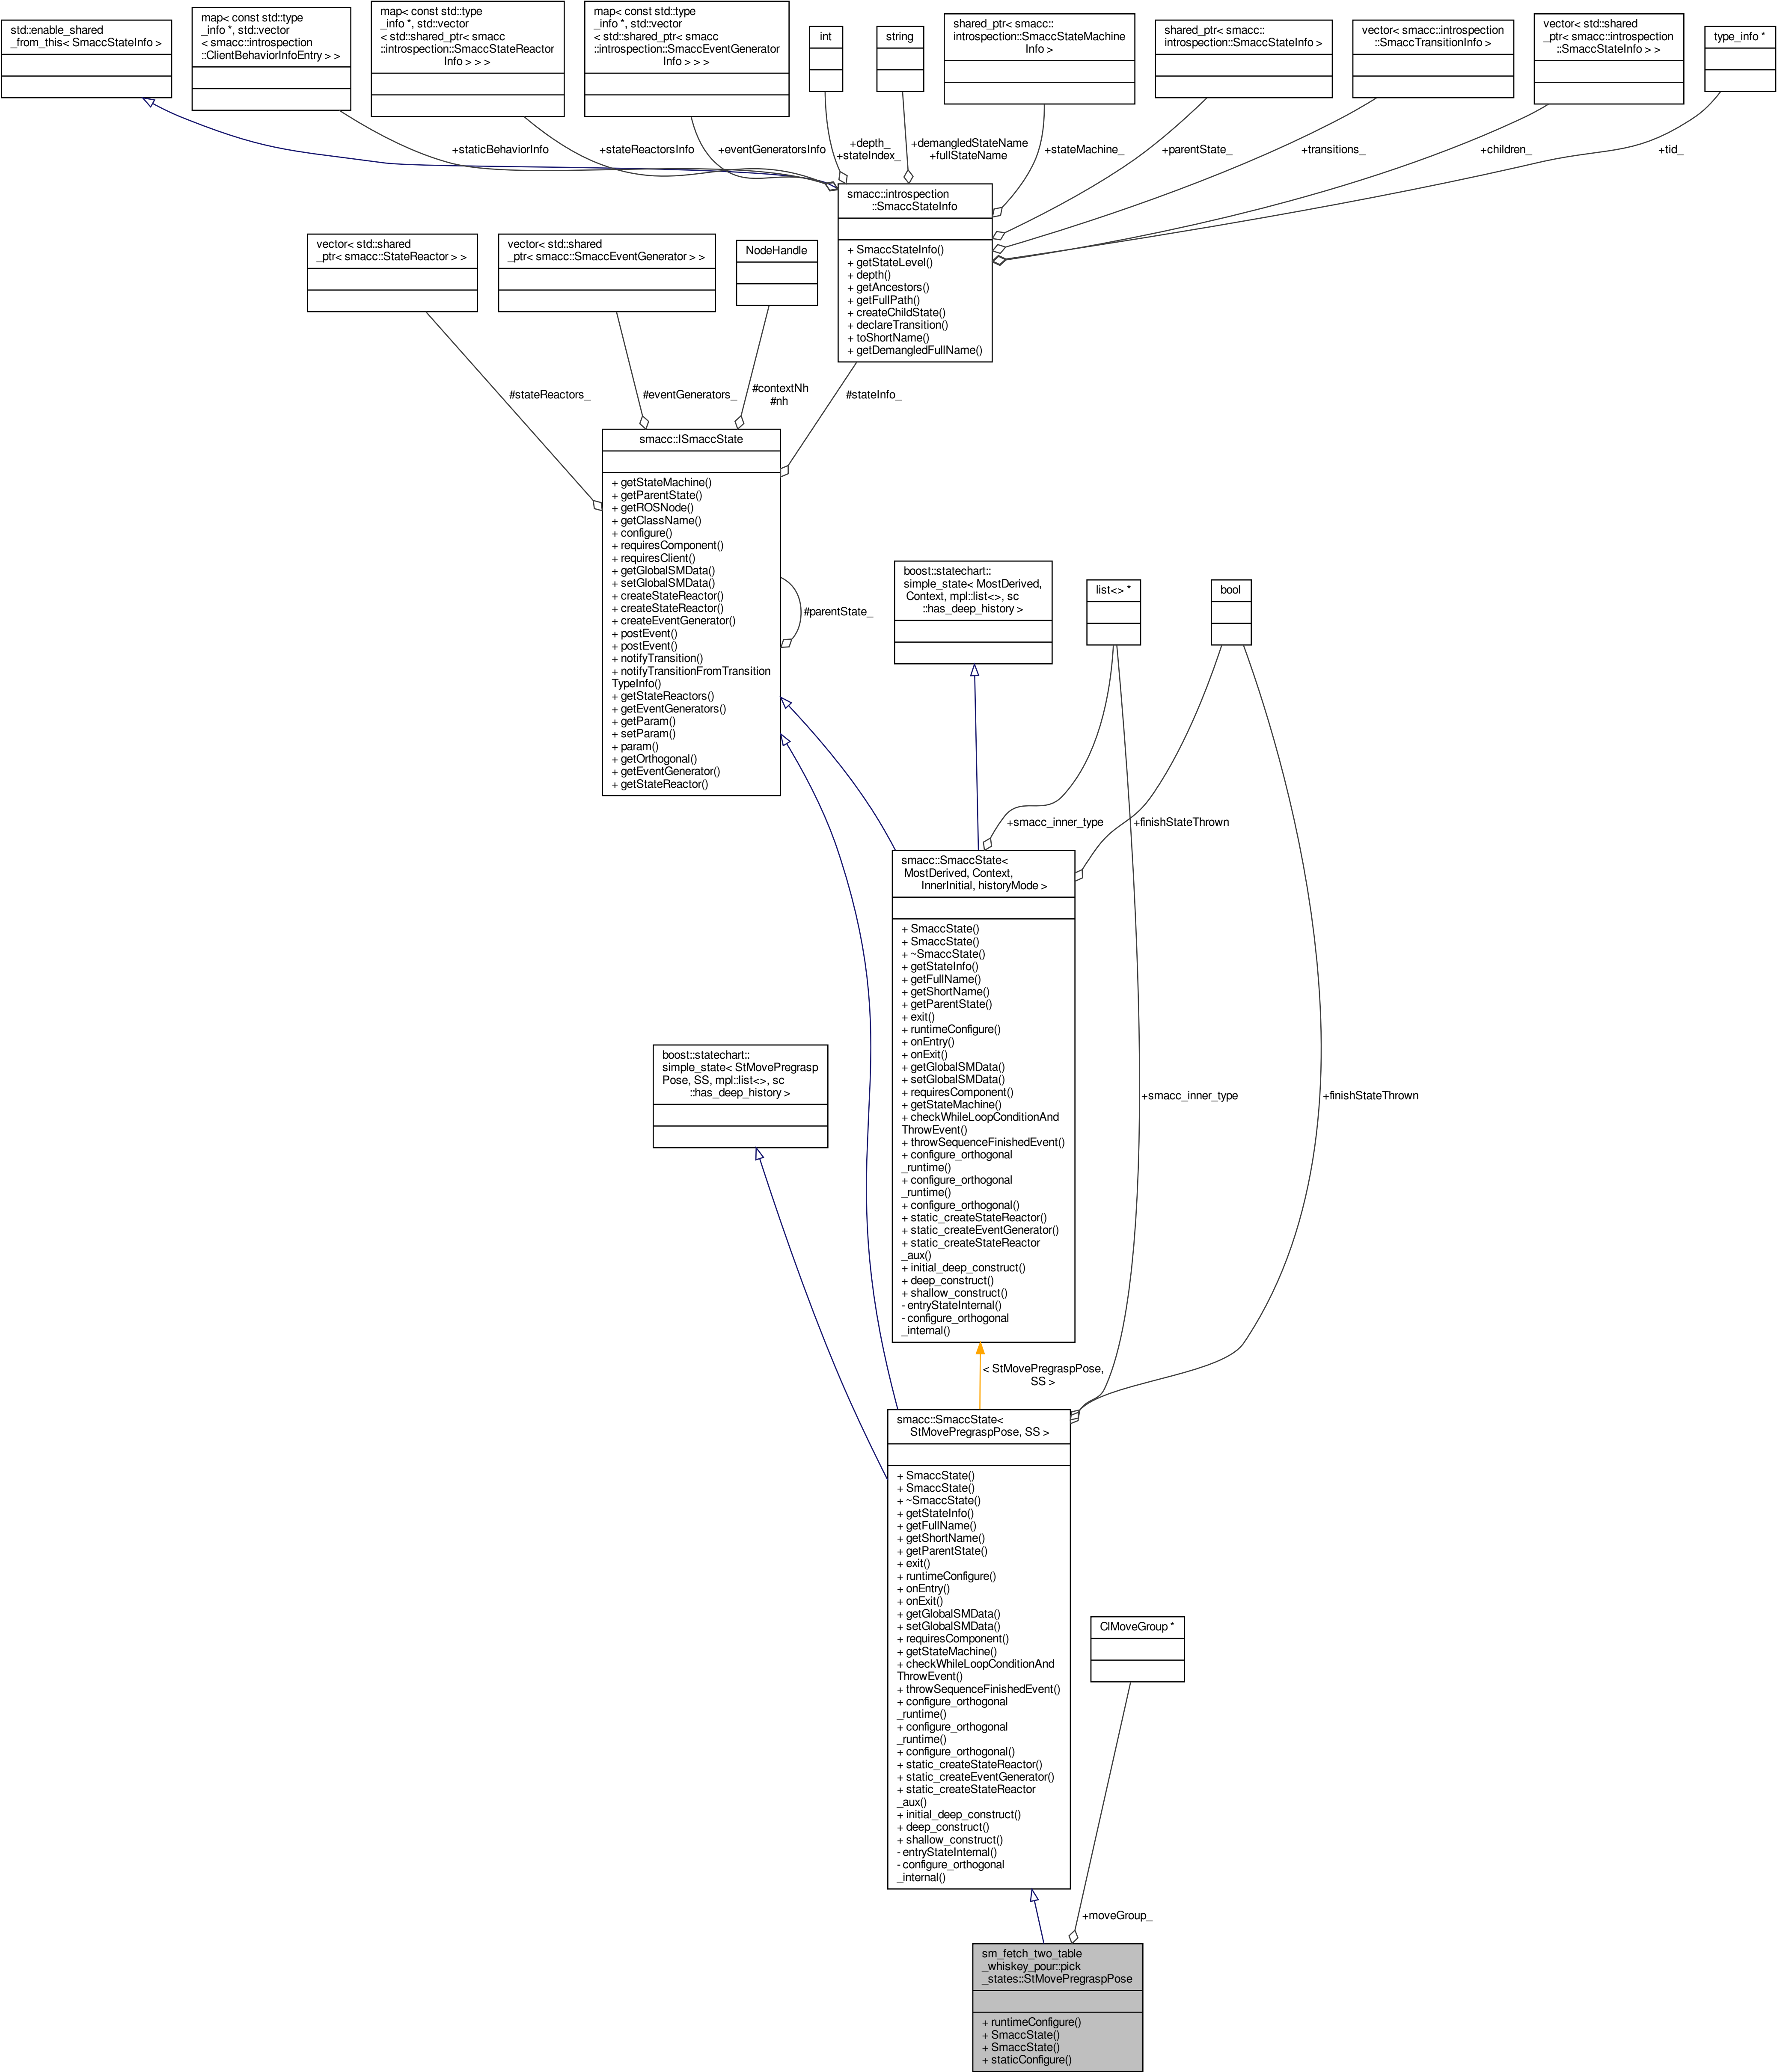 std::enable_shared
_from_this< SmaccStateInfo >
map< const std::type
_info *, std::vector
< smacc::introspection
::ClientBehaviorInfoEntry > >
map< const std::type
_info *, std::vector
< std::shared_ptr< smacc
::introspection::SmaccStateReactor
Info > > >
map< const std::type
_info *, std::vector
< std::shared_ptr< smacc
::introspection::SmaccEventGenerator
Info > > >
int
string
shared_ptr< smacc::
introspection::SmaccStateMachine
Info >
shared_ptr< smacc::
introspection::SmaccStateInfo >
vector< smacc::introspection
::SmaccTransitionInfo >
vector< std::shared
_ptr< smacc::introspection
::SmaccStateInfo > >
type_info *
+staticBehaviorInfo
+stateReactorsInfo
+eventGeneratorsInfo
+depth_
+stateIndex_
+demangledStateName
+fullStateName
+stateMachine_
+parentState_
+transitions_
+children_
+tid_
smacc::introspection
::SmaccStateInfo
+ SmaccStateInfo()
+ getStateLevel()
+ depth()
+ getAncestors()
+ getFullPath()
+ createChildState()
+ declareTransition()
+ toShortName()
+ getDemangledFullName()
vector< std::shared
_ptr< smacc::StateReactor > >
vector< std::shared
_ptr< smacc::SmaccEventGenerator > >
NodeHandle
#stateReactors_
#eventGenerators_
#contextNh
#nh
#stateInfo_
smacc::ISmaccState
+ getStateMachine()
+ getParentState()
+ getROSNode()
+ getClassName()
+ configure()
+ requiresComponent()
+ requiresClient()
+ getGlobalSMData()
+ setGlobalSMData()
+ createStateReactor()
+ createStateReactor()
+ createEventGenerator()
+ postEvent()
+ postEvent()
+ notifyTransition()
+ notifyTransitionFromTransition
TypeInfo()
+ getStateReactors()
+ getEventGenerators()
+ getParam()
+ setParam()
+ param()
+ getOrthogonal()
+ getEventGenerator()
+ getStateReactor()
#parentState_
boost::statechart::
simple_state< MostDerived,
Context, mpl::list<>, sc
::has_deep_history >
list<> *
bool
+smacc_inner_type
+finishStateThrown
smacc::SmaccState<
MostDerived, Context,
InnerInitial, historyMode >
+ SmaccState()
+ SmaccState()
+ ~SmaccState()
+ getStateInfo()
+ getFullName()
+ getShortName()
+ getParentState()
+ exit()
+ runtimeConfigure()
+ onEntry()
+ onExit()
+ getGlobalSMData()
+ setGlobalSMData()
+ requiresComponent()
+ getStateMachine()
+ checkWhileLoopConditionAnd
ThrowEvent()
+ throwSequenceFinishedEvent()
+ configure_orthogonal
_runtime()
+ configure_orthogonal
_runtime()
+ configure_orthogonal()
+ static_createStateReactor()
+ static_createEventGenerator()
+ static_createStateReactor
_aux()
+ initial_deep_construct()
+ deep_construct()
+ shallow_construct()
- entryStateInternal()
- configure_orthogonal
_internal()
boost::statechart::
simple_state< StMovePregrasp
Pose, SS, mpl::list<>, sc
::has_deep_history >
+smacc_inner_type
+finishStateThrown
< StMovePregraspPose,
SS >
smacc::SmaccState<
StMovePregraspPose, SS >
+ SmaccState()
+ SmaccState()
+ ~SmaccState()
+ getStateInfo()
+ getFullName()
+ getShortName()
+ getParentState()
+ exit()
+ runtimeConfigure()
+ onEntry()
+ onExit()
+ getGlobalSMData()
+ setGlobalSMData()
+ requiresComponent()
+ getStateMachine()
+ checkWhileLoopConditionAnd
ThrowEvent()
+ throwSequenceFinishedEvent()
+ configure_orthogonal
_runtime()
+ configure_orthogonal
_runtime()
+ configure_orthogonal()
+ static_createStateReactor()
+ static_createEventGenerator()
+ static_createStateReactor
_aux()
+ initial_deep_construct()
+ deep_construct()
+ shallow_construct()
- entryStateInternal()
- configure_orthogonal
_internal()
ClMoveGroup *
+moveGroup_
sm_fetch_two_table
_whiskey_pour::pick
_states::StMovePregraspPose
+ runtimeConfigure()
+ SmaccState()
+ SmaccState()
+ staticConfigure()